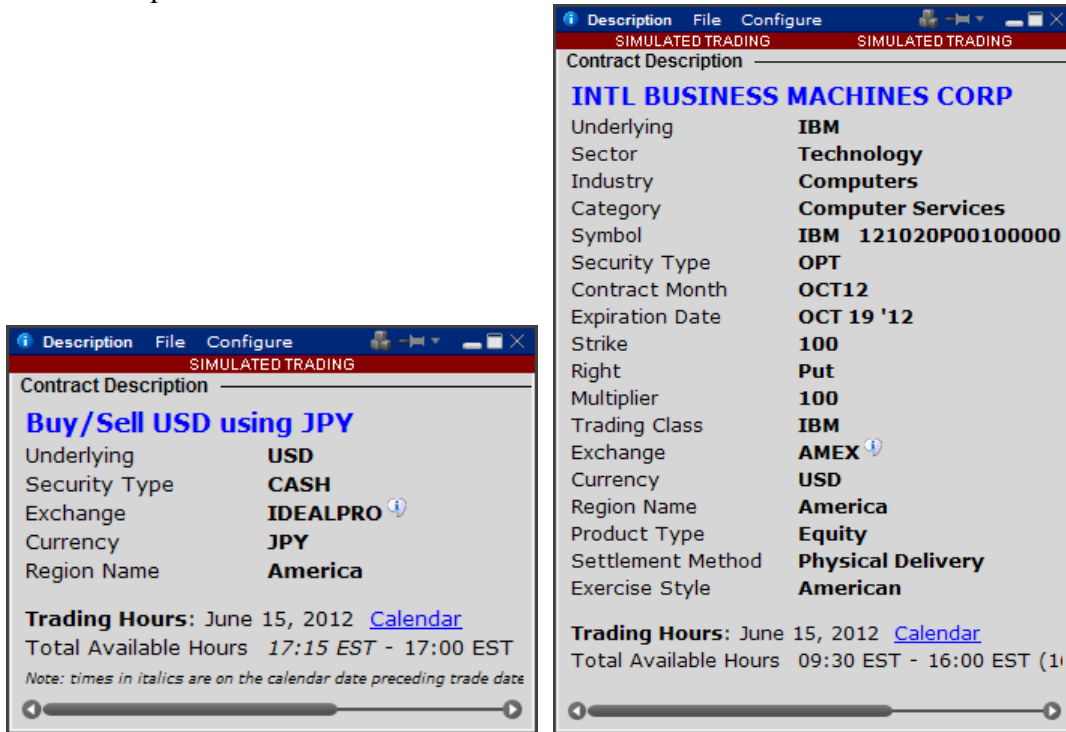 Description File Configure
SIMULATED TRADING
Contract Description
Buy/Sell USD using JPY
Underlying USD
Security Type CASH
Exchange IDEALPRO
Currency JPY
Region Name America
Trading Hours: June 15, 2012 Calendar
Total Available Hours 17:15 EST - 17:00 EST
Note: times in italics are on the calendar date preceding trade date
Description File Configure
SIMULATED TRADING SIMULATED TRADING
Contract Description
INTL BUSINESS MACHINES CORP
Underlying IBM
Sector Technology
Industry Computers
Category Computer Services
Symbol IBM 121020P00100000
Security Type OPT
Contract Month OCT12
Expiration Date OCT 19 '12
Strike 100
Right Put
Multiplier 100
Trading Class IBM
Exchange AMEX
Currency USD
Region Name America
Product Type Equity
Settlement Method Physical Delivery
Exercise Style American
Trading Hours: June 15, 2012 Calendar
Total Available Hours 09:30 EST - 16:00 EST